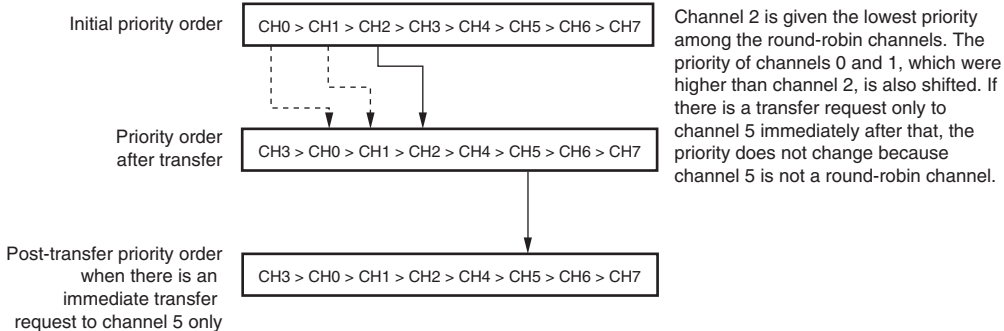 Initial priority order
CH0 > CH1 > CH2 > CH3 > CH4 > CH5 > CH6 > CH7
Channel 2 is given the lowest priority
among the round-robin channels. The
priority of channels 0 and 1, which were
higher than channel 2, is also shifted. If
there is a transfer request only to
channel 5 immediately after that, the
priority does not change because
channel 5 is not a round-robin channel.
Priority order
after transfer
CH3 > CH0 > CH1 > CH2 > CH4 > CH5 > CH6 > CH7
Post-transfer priority order
when there is an
immediate transfer
request to channel 5 only
CH3 > CH0 > CH1 > CH2 > CH4 > CH5 > CH6 > CH7